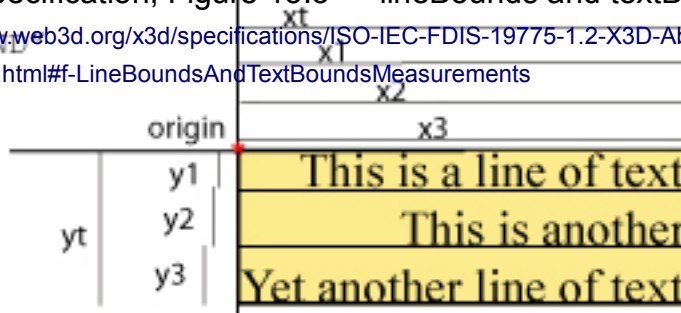 xt
w.web3d.org/x3d/specifications/ISO-IEC-FDIS-19775-1.2-X3D-Ab
x1
.html#f-LineBoundsAndTextBoundsMeasurements
x2
origin
x3
y1
This is a line of text
y2
This is another
yt
y3
Yet another line of text